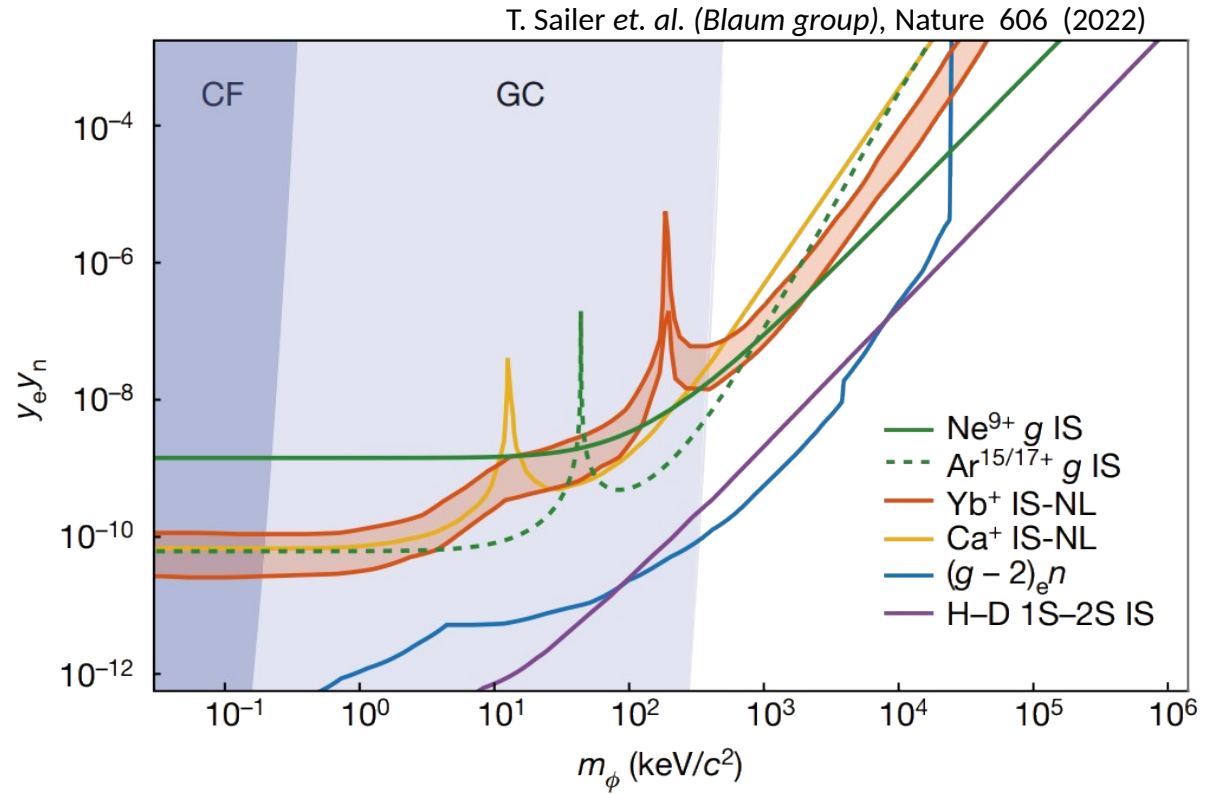 T. Sailer et. al. (Blaum group), Nature 606 (2022)
CF
GC
10⁻⁴
10⁻⁶
10⁻⁸
10⁻¹⁰
10⁻¹²
yₑyₙ
Ne⁹⁺ g IS
Ar¹⁵/¹⁷⁺ g IS
Yb⁺ IS-NL
Ca⁺ IS-NL
(g – 2)ₑn
H–D 1S–2S IS
10⁻¹ 10⁰ 10¹ 10² 10³ 10⁴ 10⁵ 10⁶
mᵩ (keV/c²)